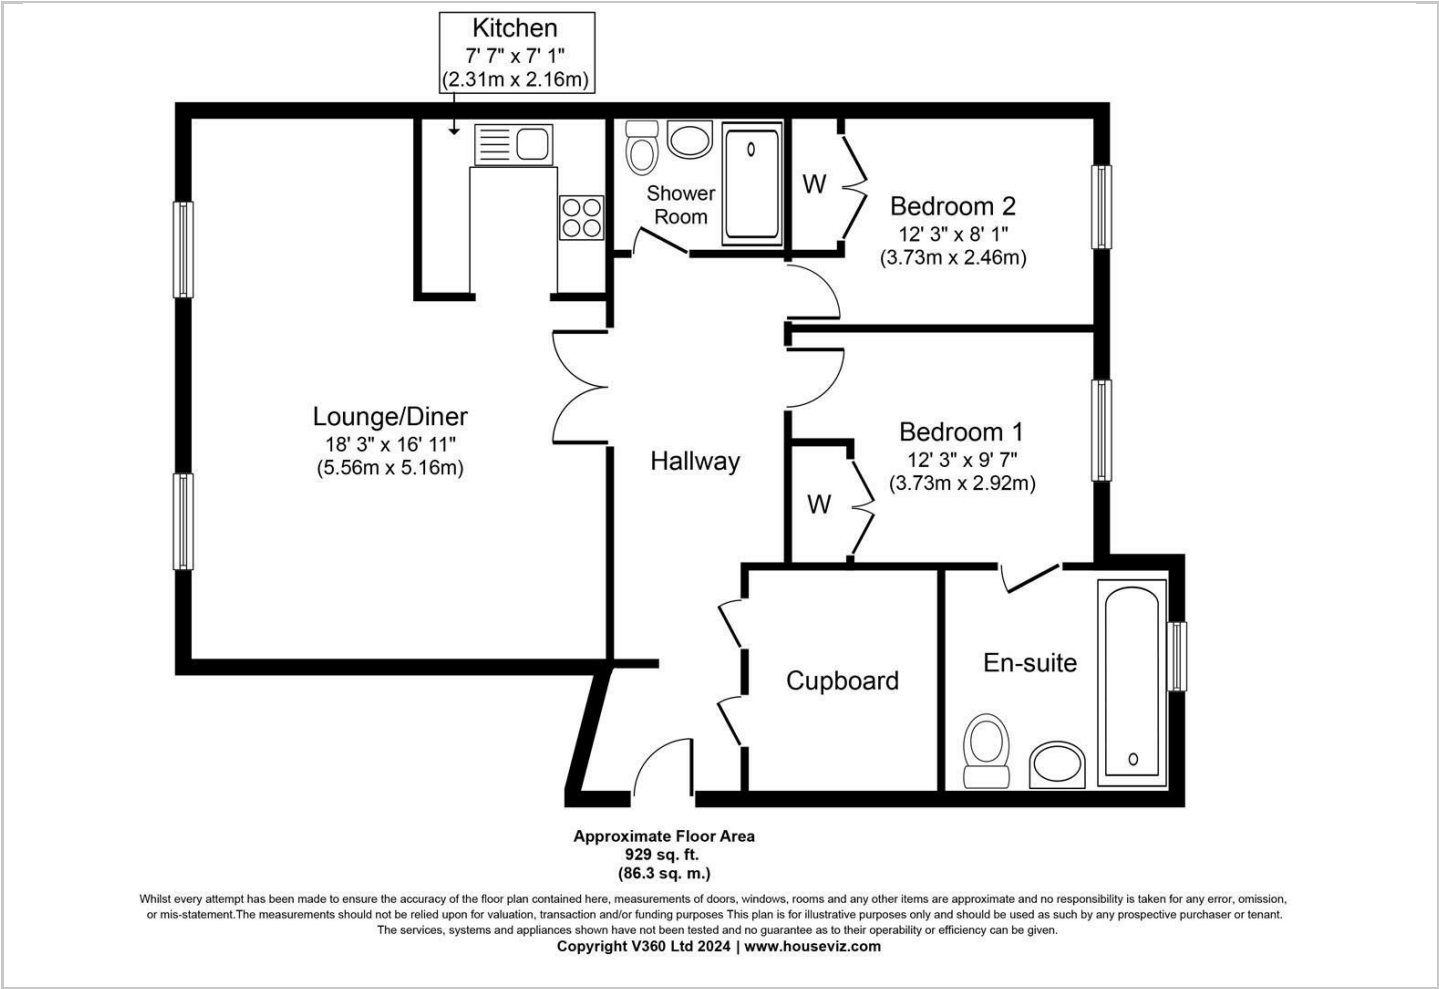 Kitchen
7' 7" x 7' 1"
(2.31m x 2.16m)
Shower
Room
W
Bedroom 2
12' 3" x 8' 1"
(3.73m x 2.46m)
Lounge/Diner
18' 3" x 16' 11"
(5.56m x 5.16m)
Hallway
Bedroom 1
12' 3" x 9' 7"
(3.73m x 2.92m)
W
Cupboard
En-suite
Approximate Floor Area
929 sq. ft.
(86.3 sq. m.)
Whilst every attempt has been made to ensure the accuracy of the floor plan contained here, measurements of doors, windows, rooms and any other items are approximate and no responsibility is taken for any error, omission,
or mis-statement.The measurements should not be relied upon for valuation, transaction and/or funding purposes This plan is for illustrative purposes only and should be used as such by any prospective purchaser or tenant.
The services, systems and appliances shown have not been tested and no guarantee as to their operability or efficiency can be given.
Copyright V360 Ltd 2024 | www.houseviz.com